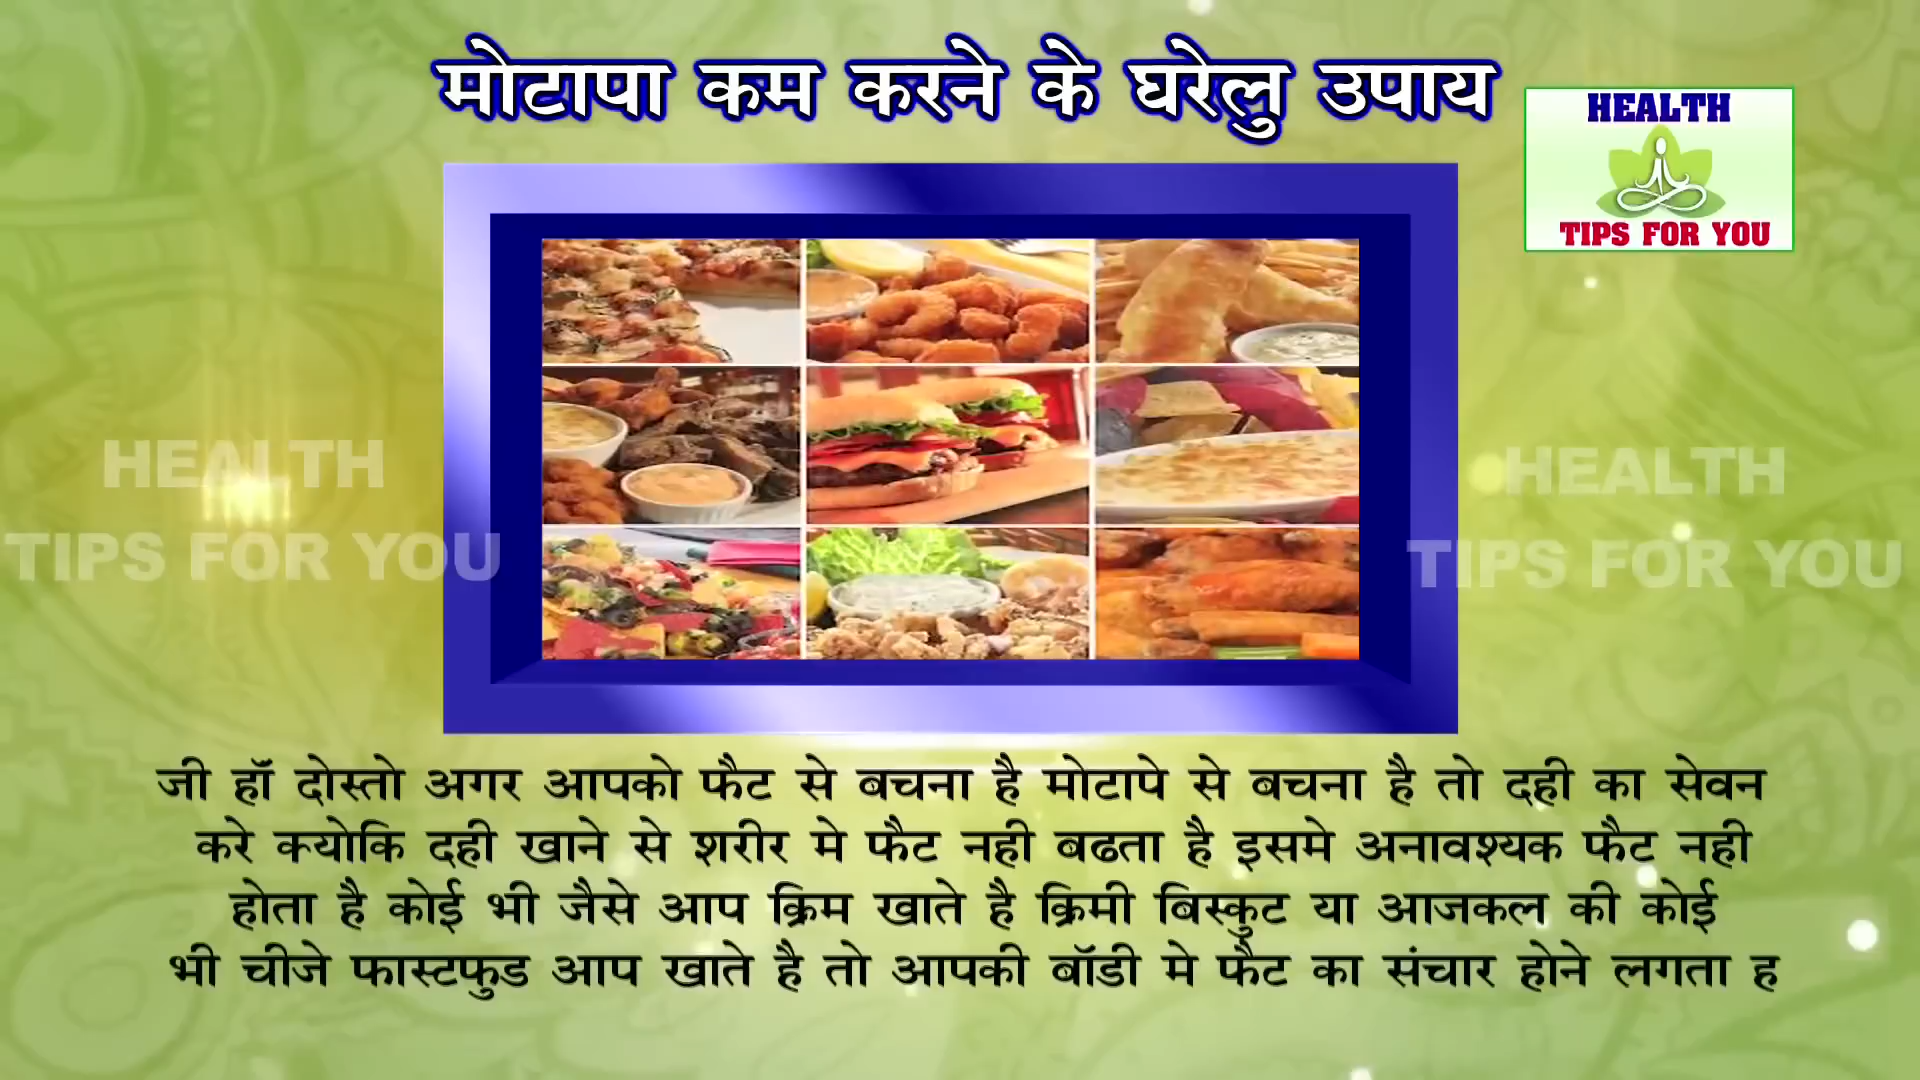 मोटापा कम करने के घरेलु उपाय
HEALTH
TIPS FOR YOU
HEALTH
TIPS FOR YOU
HEALTH
TIPS FOR YOU
जी हॉ दोस्तो अगर आपको फैट से बचना है मोटापे से बचना है तो दही का सेवन
करे क्योकि दही खाने से शरीर मे फैट नही बढता है इसमे अनावश्यक फैट नही
होता है कोई भी जैसे आप क्रिम खाते है क्रिमी बिस्कुट या आजकल की कोई
भी चीजे फास्टफुड आप खाते है तो आपकी बॉडी मे फैट का संचार होने लगता ह